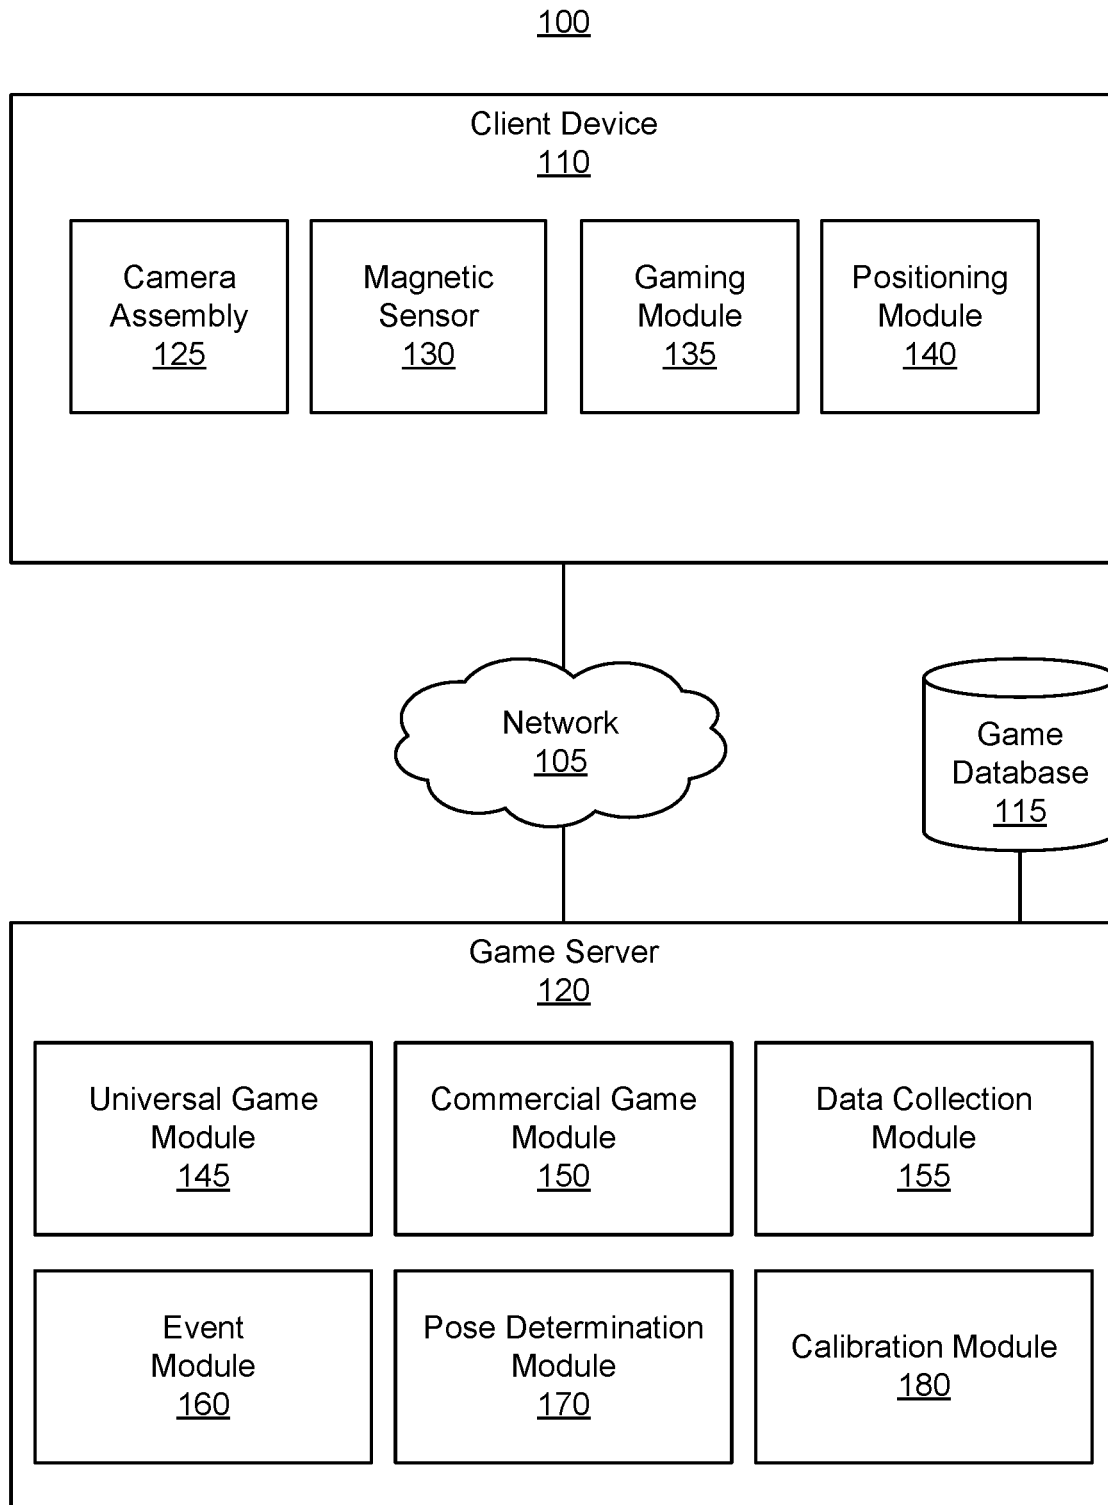 100
Client Device
110
Camera
Assembly
125
Magnetic
Sensor
130
Gaming
Module
135
Positioning
Module
140
Network
105
Game
Database
115
Game Server
120
Universal Game
Module
145
Commercial Game
Module
150
Data Collection
Module
155
Event
Module
160
Pose Determination
Module
170
Calibration Module
180